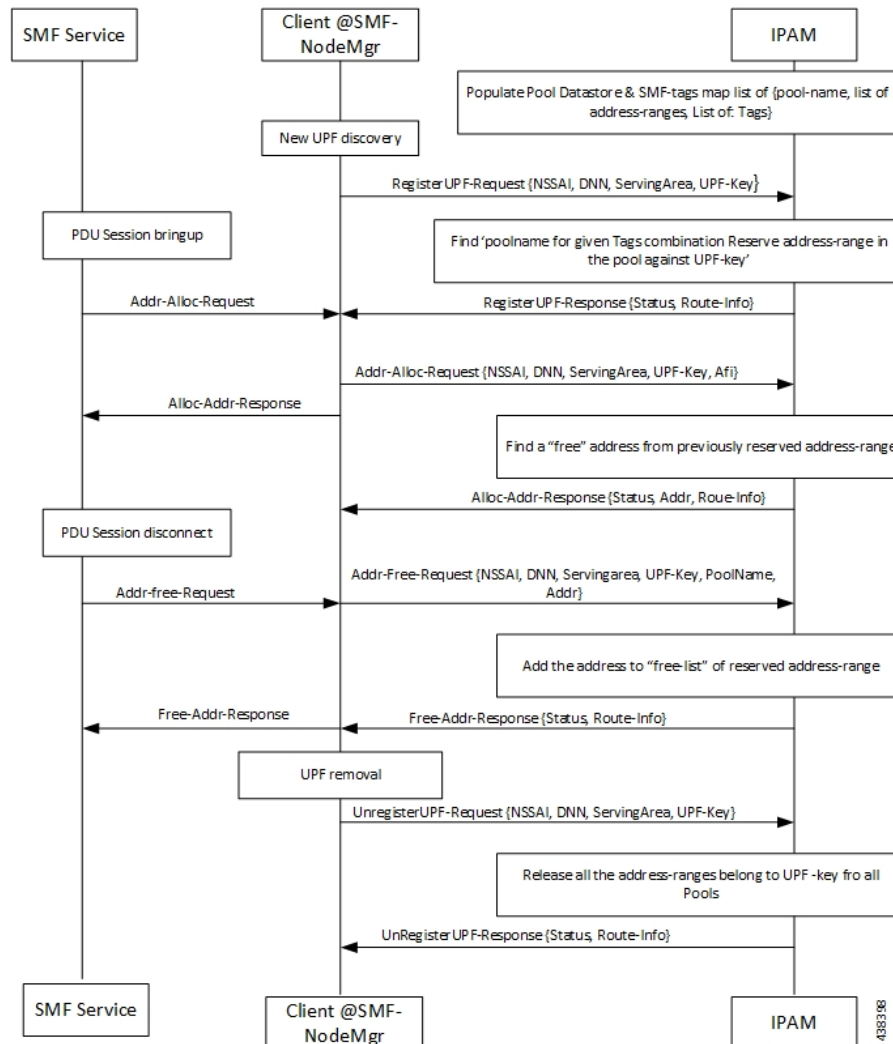 SMF Service
Client @SMF-
NodeMgr
IPAM
Populate Pool Datastore & SMF-tags map list of {pool-name, list of
address-ranges, List of: Tags}
New UPF discovery
RegisterUPF-Request {NSSAI, DNN, ServingArea, UPF-Key}
PDU Session bringup
Find ‘poolname for given Tags combination Reserve address-range in
the pool against UPF-key’
Addr-Alloc-Request
RegisterUPF-Response {Status, Route-Info}
Addr-Alloc-Request {NSSAI, DNN, ServingArea, UPF-Key, Afi}
Alloc-Addr-Response
Find a “free” address from previously reserved address-range
Alloc-Addr-Response {Status, Addr, Roue-Info}
PDU Session disconnect
Addr-Free-Request {NSSAI, DNN, Servingarea, UPF-Key, PoolName,
Addr}
Addr-free-Request
Add the address to “free-list” of reserved address-range
Free-Addr-Response
Free-Addr-Response {Status, Route-Info}
UPF removal
UnregisterUPF-Request {NSSAI, DNN, ServingArea, UPF-Key}
Release all the address-ranges belong to UPF -key fro all
Pools
UnRegisterUPF-Response {Status, Route-Info}
SMF Service
Client @SMF-
NodeMgr
IPAM
438398